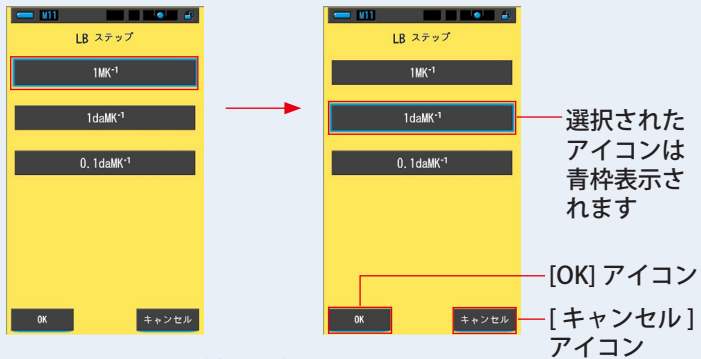 M11
LB ステップ
1MK⁻¹
1daMK⁻¹
0.1daMK⁻¹
OK
キャンセル
M11
LB ステップ
1MK⁻¹
1daMK⁻¹
0.1daMK⁻¹
OK
キャンセル
選択された
アイコンは
青枠表示さ
れます
[OK] アイコン
[ キャンセル ]
アイコン